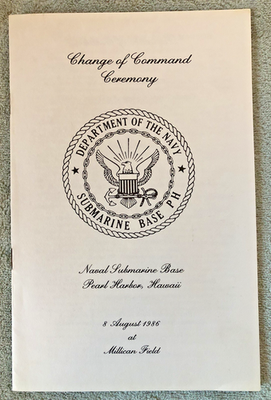 Change of Command
Ceremony
DEPARTMENT OF THE NAVY
SUBMARINE BASE P H
Naval Submarine Base
Pearl Harbor, Hawaii
8 August 1986
at
Millican Field